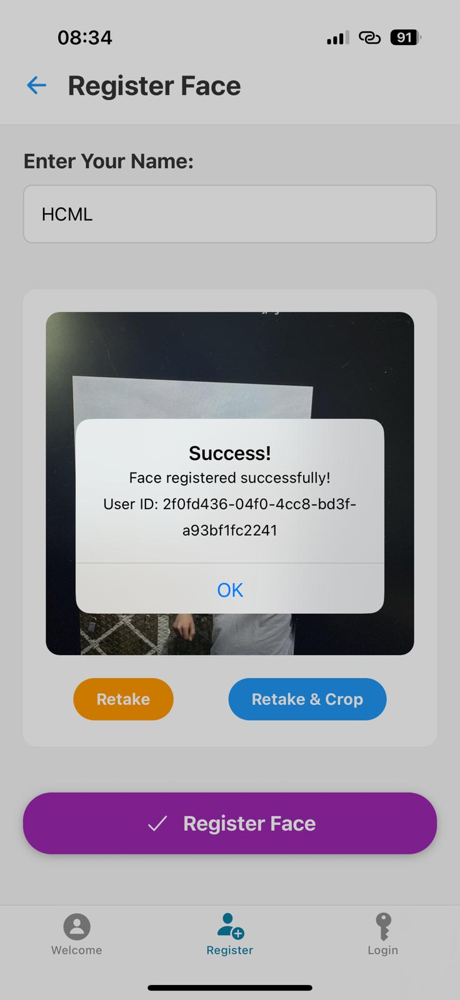 08:34
91
Register Face
Enter Your Name:
HCML
Success!
Face registered successfully!
User ID: 2f0fd436-04f0-4cc8-bd3f-
a93bf1fc2241
OK
Retake
Retake & Crop
Register Face
Welcome
Register
Login